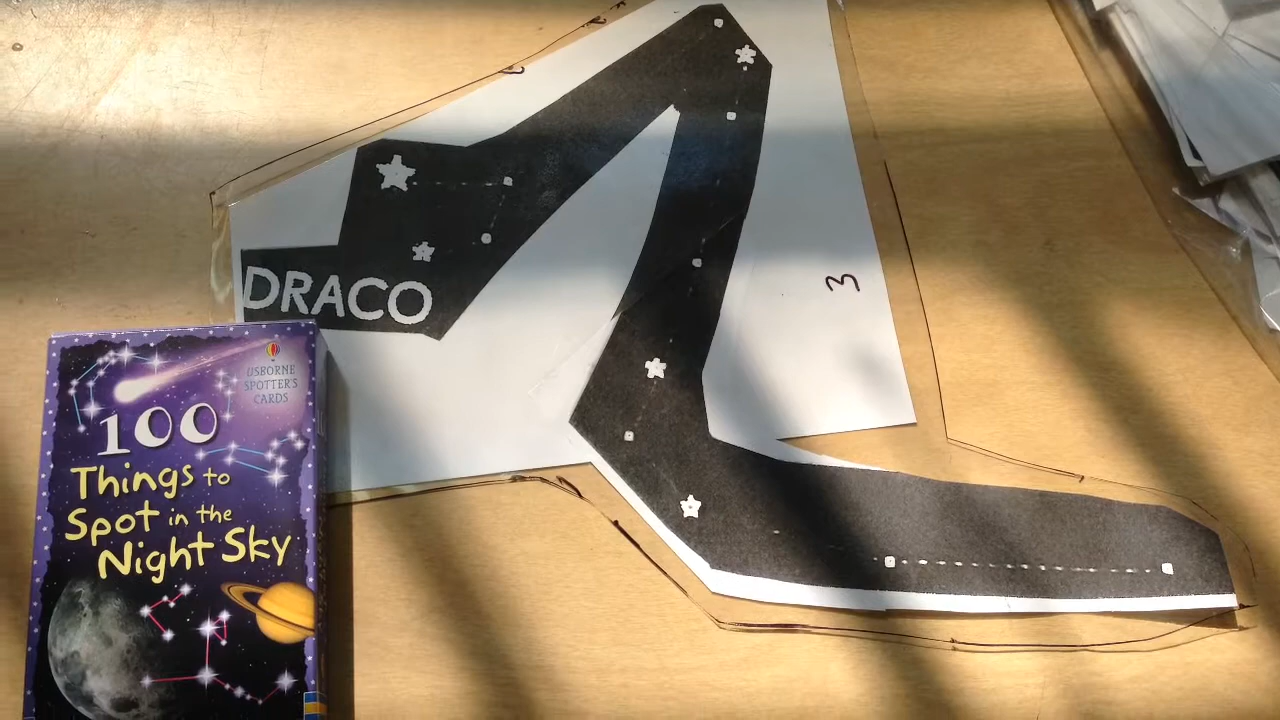 DRACO
3
USBORNE
SPOTTER'S
CARDS
100
Things to
Spot in the
Night Sky